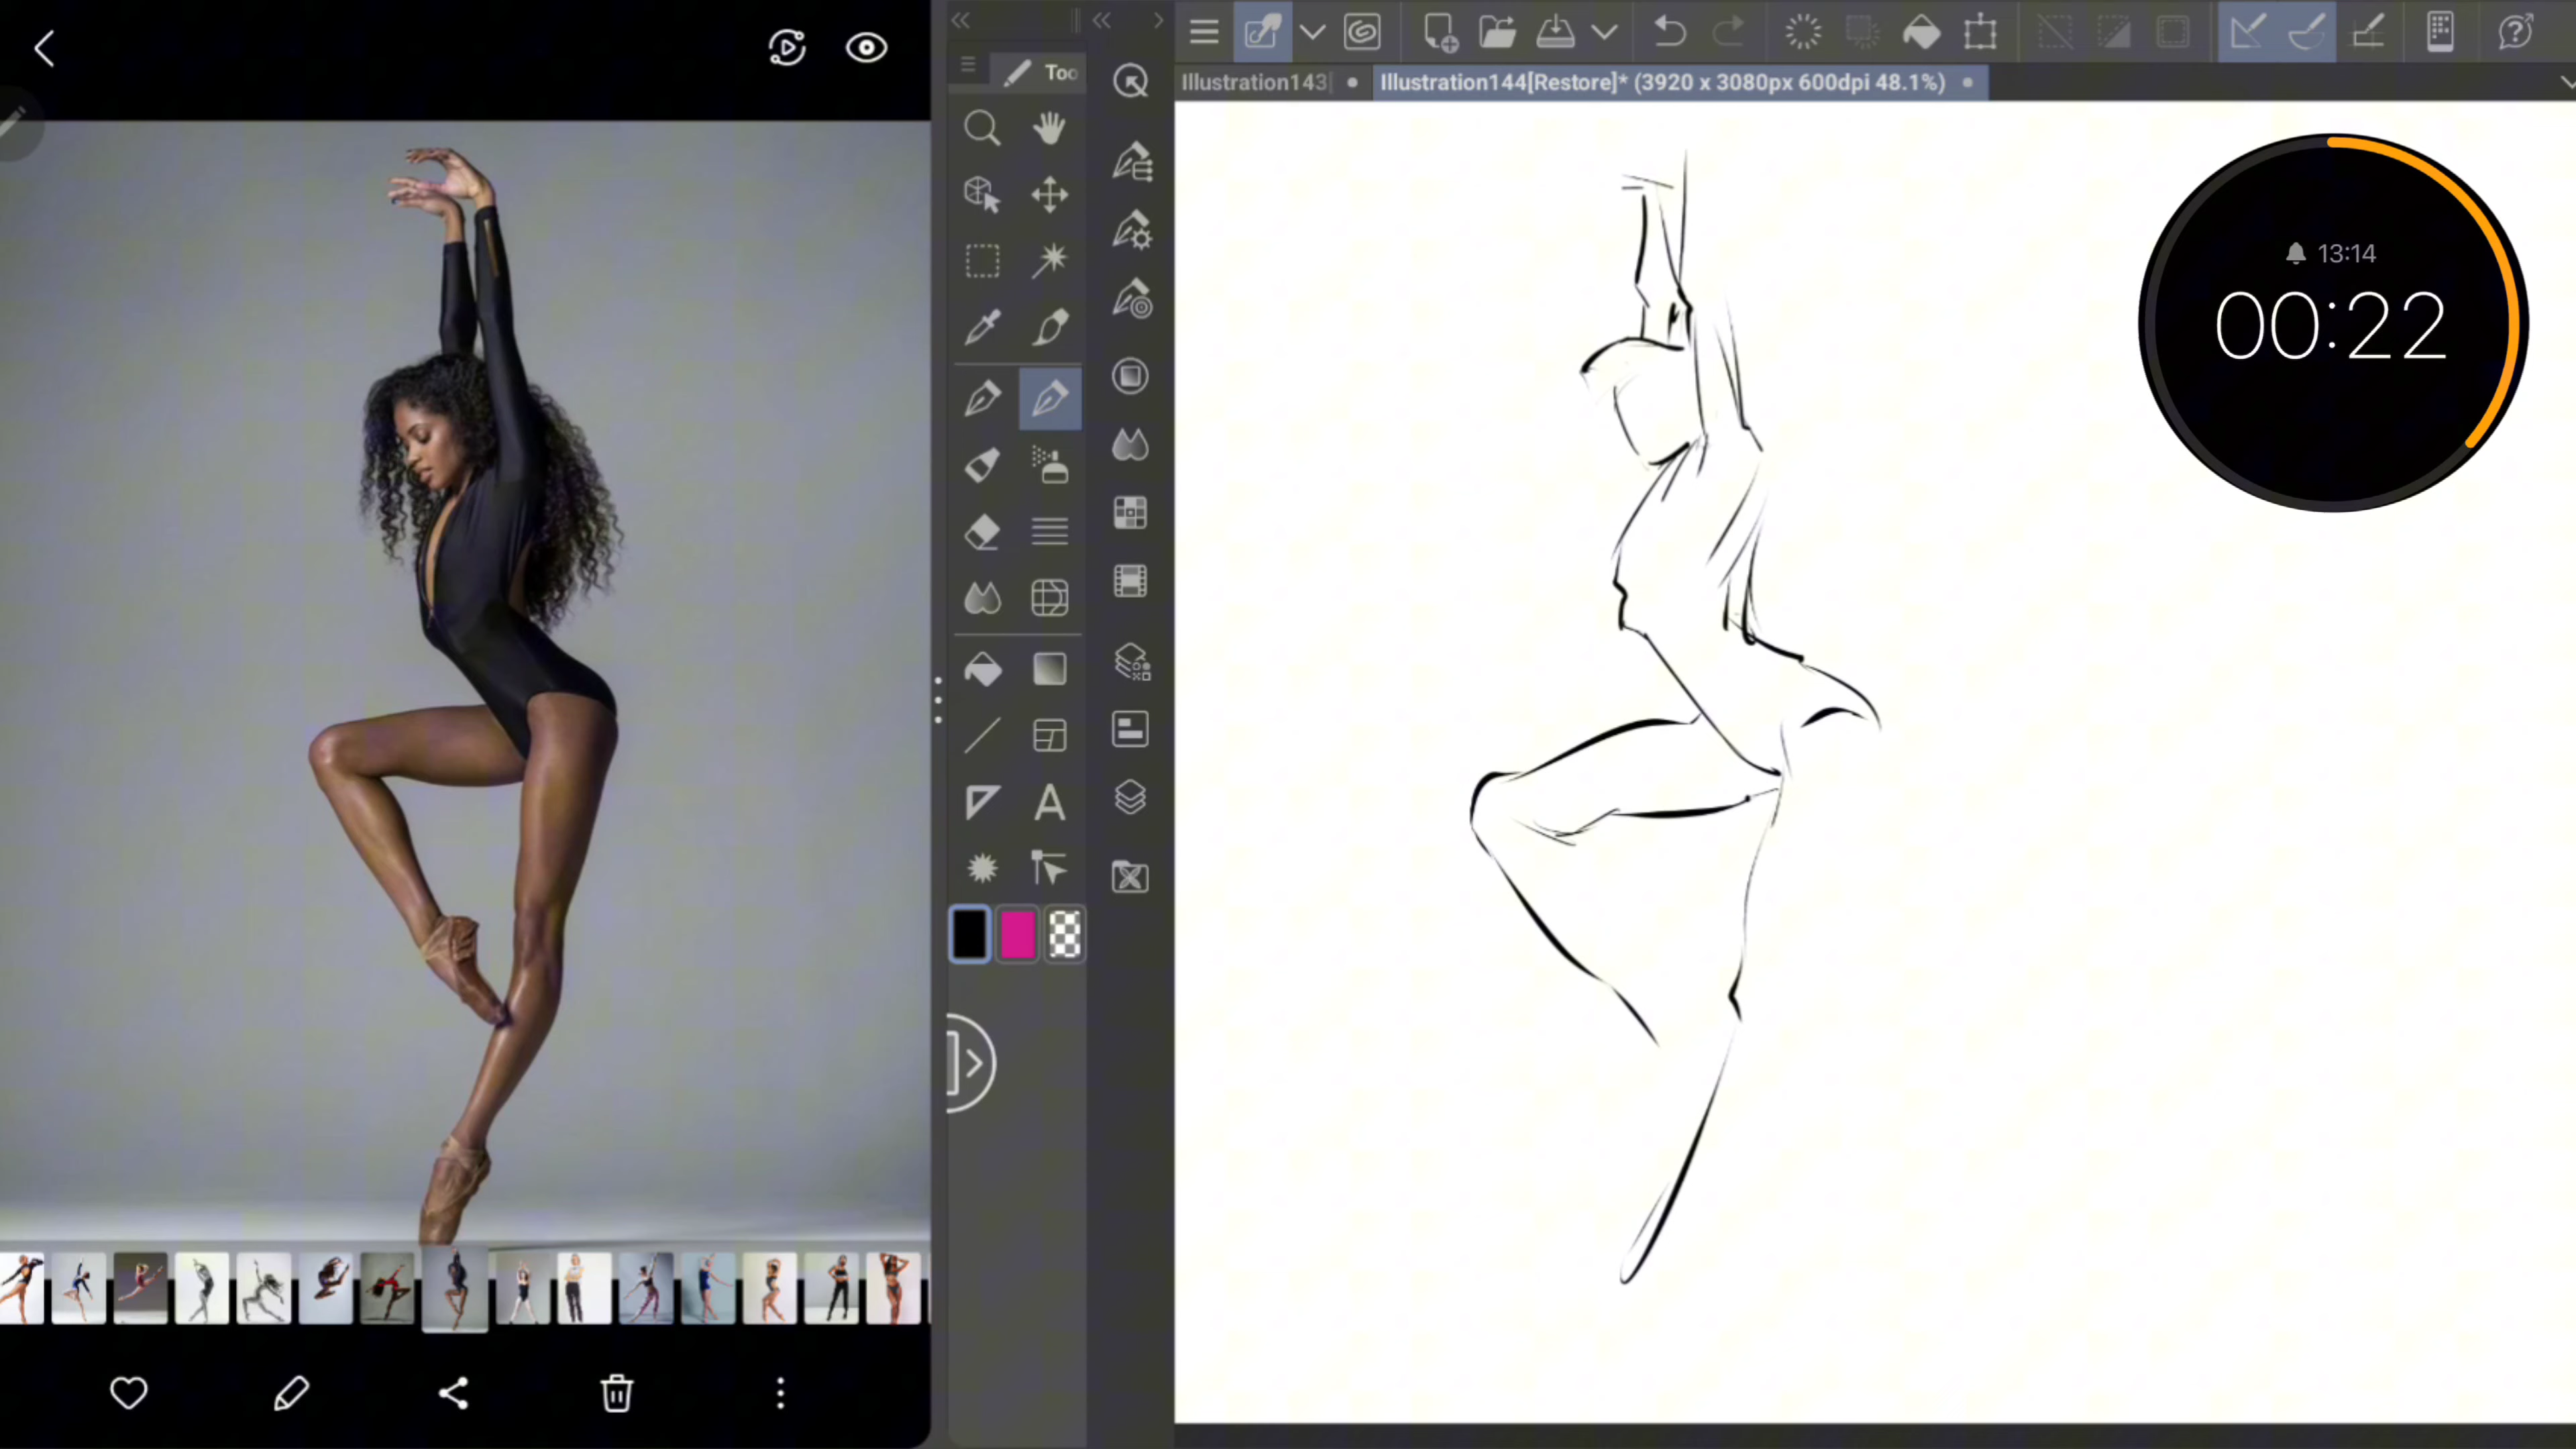 Too
Illustration143[
Illustration144[Restore]* (3920 x 3080px 600dpi 48.1%)
13:14
00:22